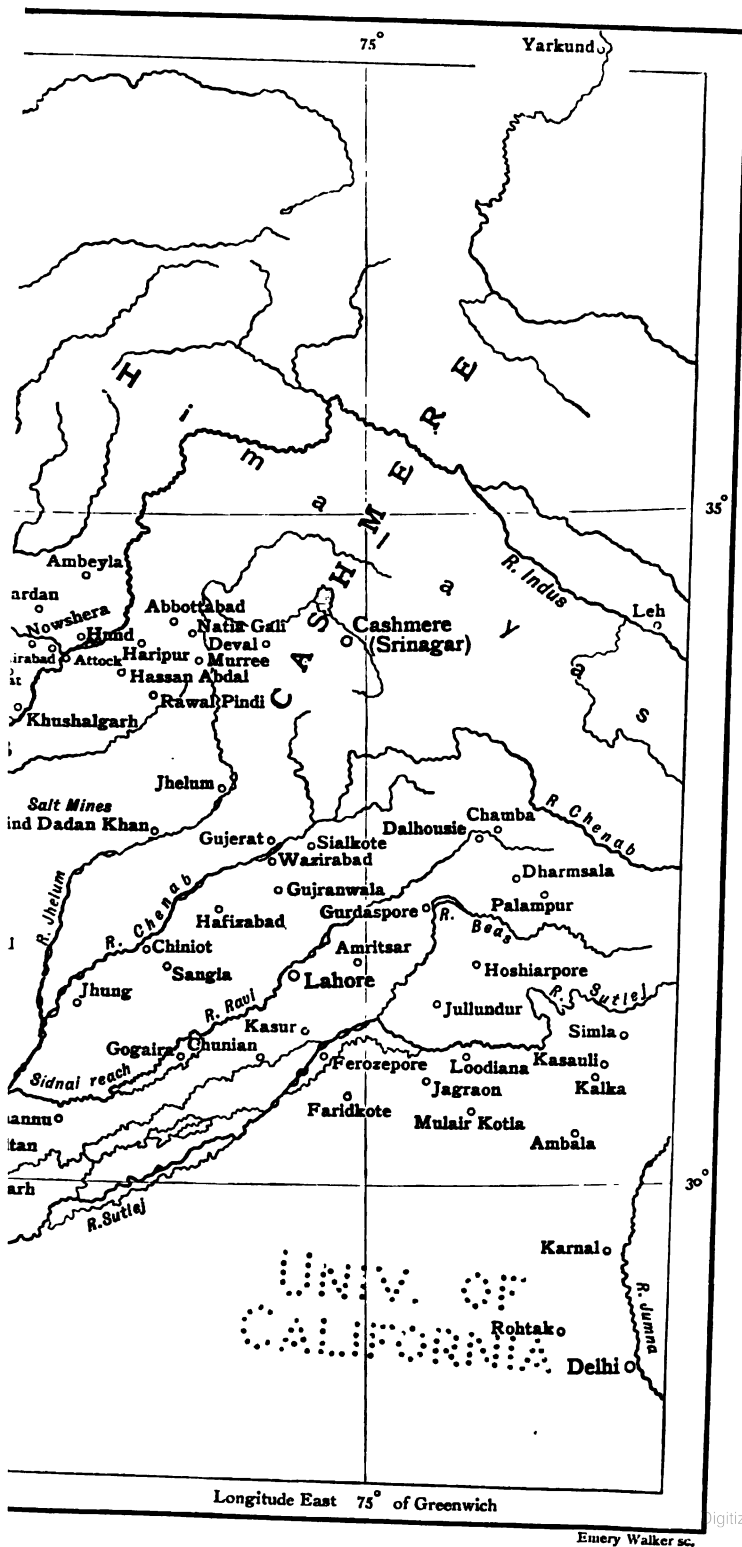 75°
Yarkund
H i m a l a y a s
CASHMERE
35°
R. Indus
Ambeyla
Nowshera
Abbottabad
Hund
Natia Gali
Cashmere
(Srinagar)
Leh
Attock
Haripur
Deval
Murree
Hassan Abdal
Rawal Pindi
Khushalgarh
Jhelum
Salt Mines
Dadan Khan
R. Jhelum
Gujerat
Sialkote
Wazirabad
Dalhousie
Chamba
R Chenab
Dharmsala
R. Chenab
Gujranwala
Hafizabad
Gurdaspore
R. Beas
Palampur
Chiniot
Amritsar
Sangla
Lahore
Hoshiarpore
Jhung
R. Ravi
Jullundur
R. Sutlej
Kasur
Simla
Gogaira
Chunian
Ferozepore
Loodiana
Kasauli
Sidnai reach
Jagraon
Kalka
Faridkote
Mulair Kotla
Ambala
30°
R. Sutlej
Karnal
R. Jumna
UNIV. OF
CALIFORNIA
Rohtak
Delhi
Longitude East 75° of Greenwich
Emery Walker sc.